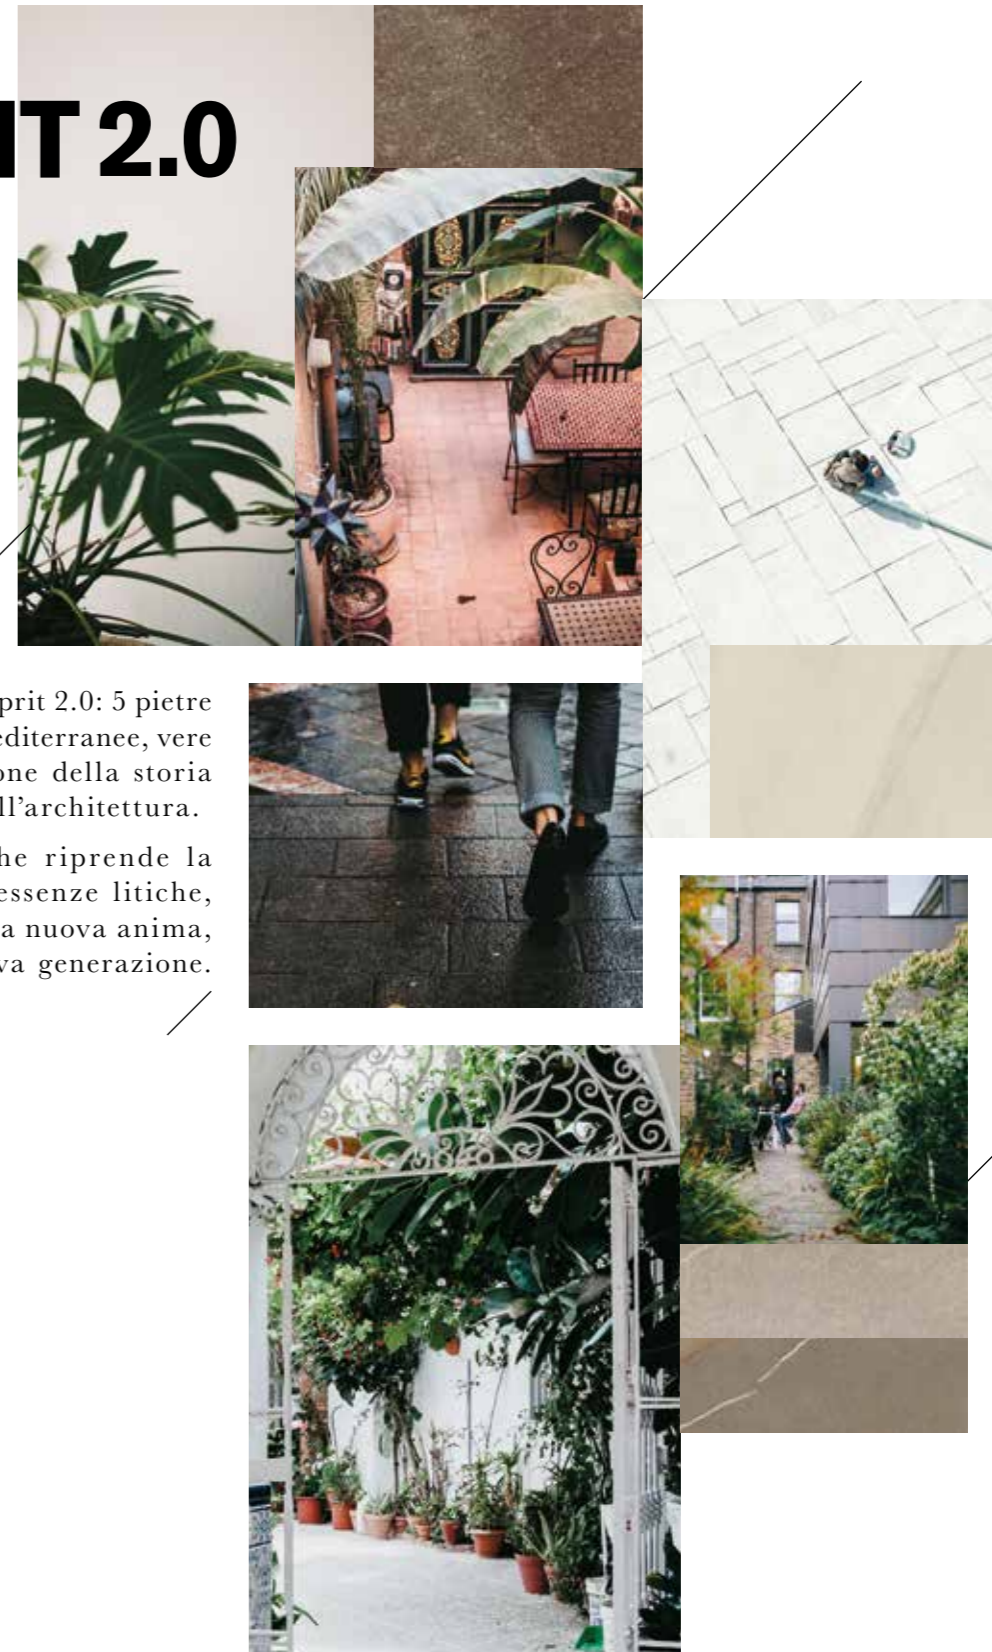 IT 2.0
prit 2.0: 5 pietre
editerranee, vere
one della storia
ll’architettura.
he riprende la
essenze litiche,
a nuova anima,
va generazione.